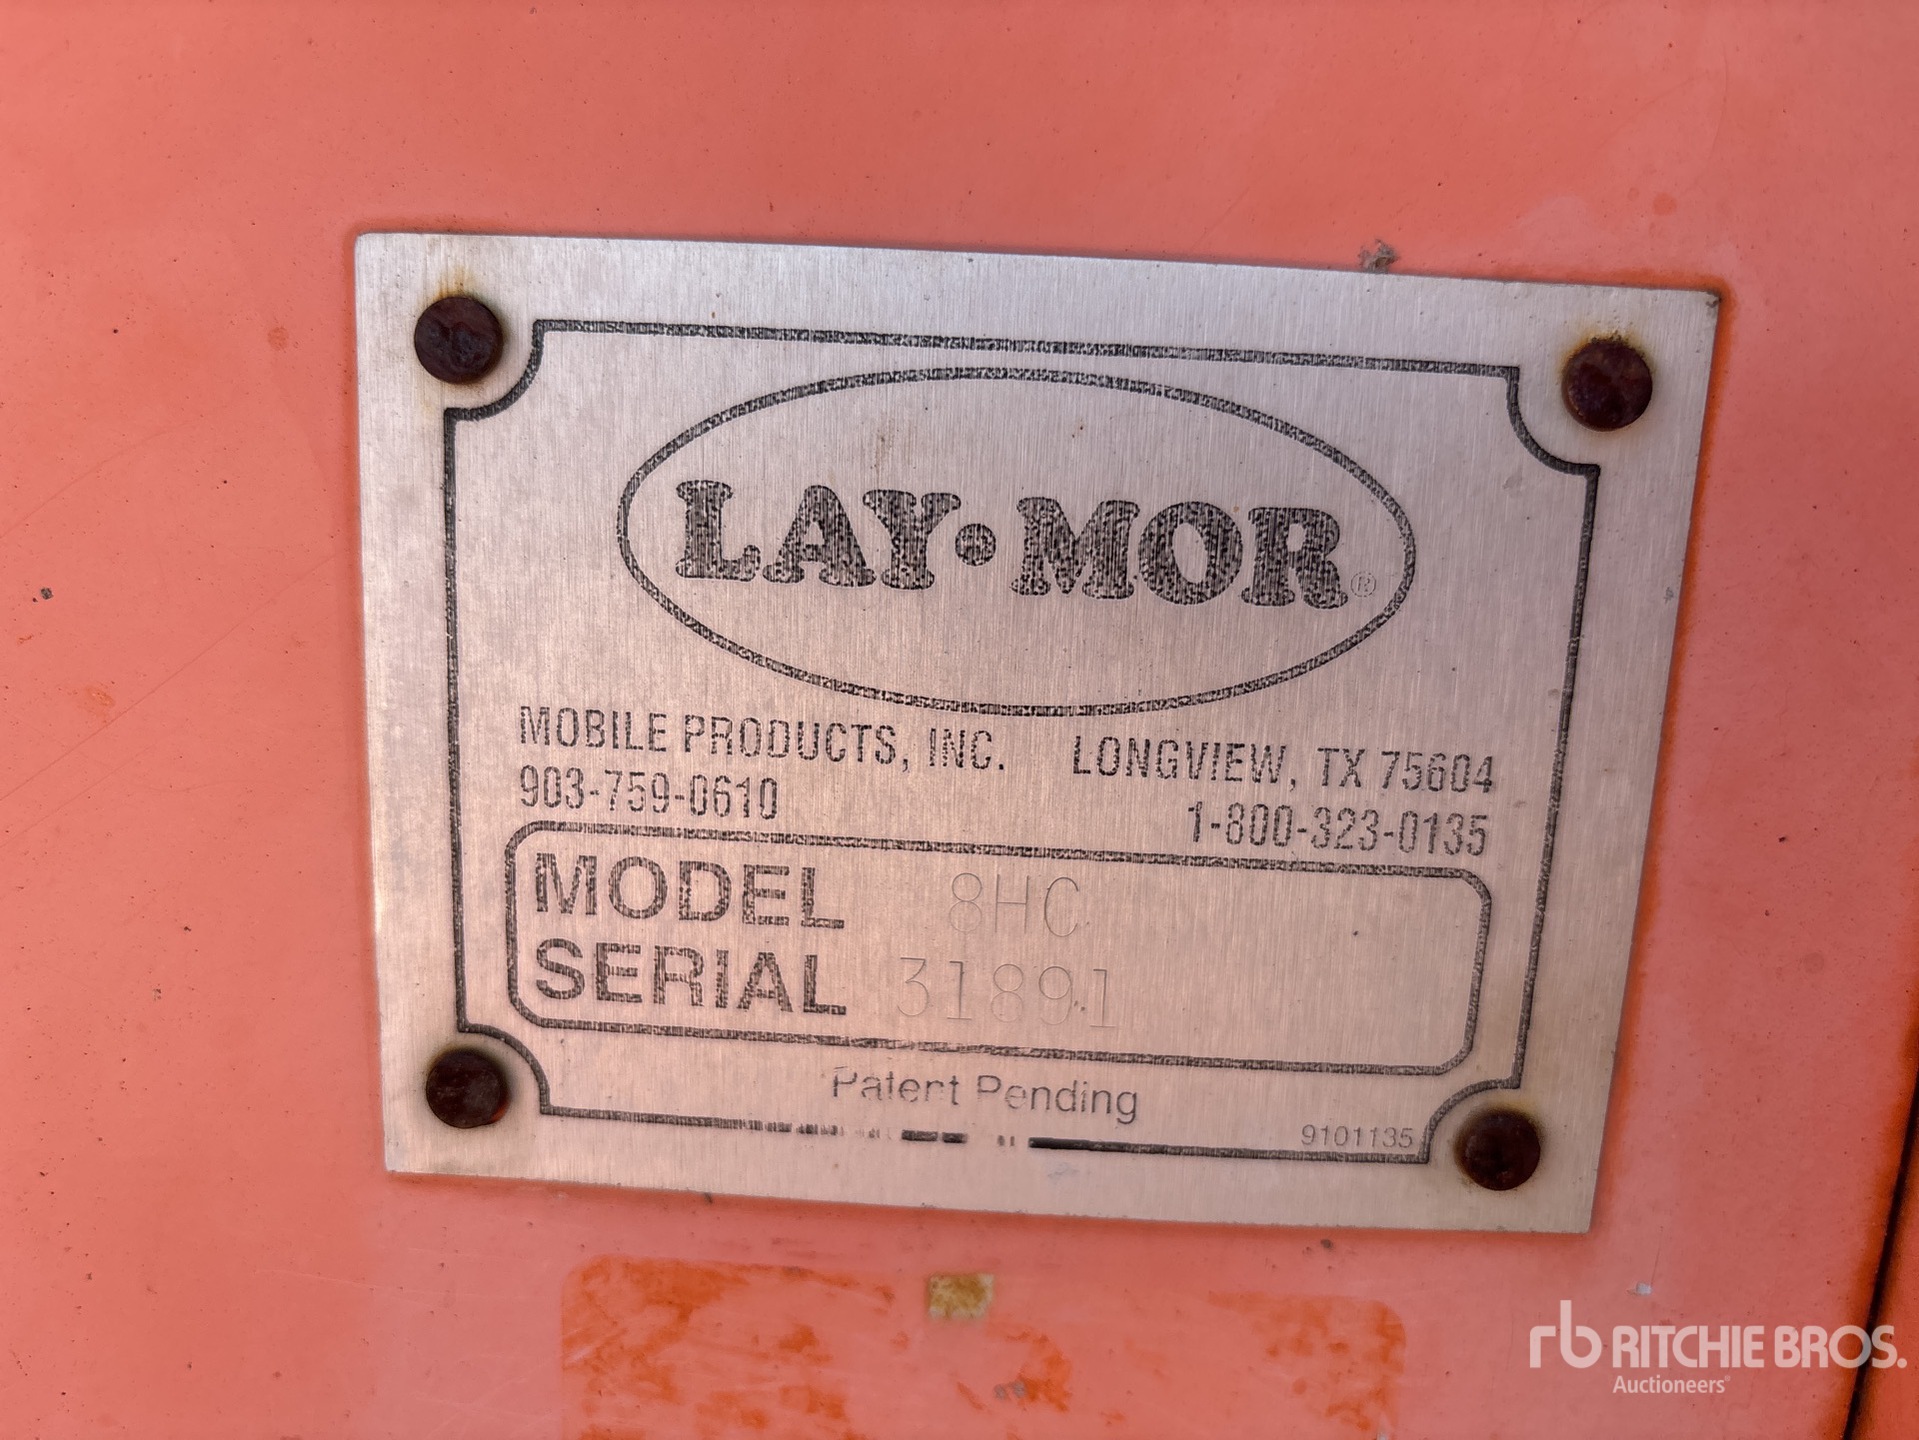 LAY•MOR®
MOBILE PRODUCTS, INC. LONGVIEW, TX 75604
903-759-0610 1-800-323-0135
MODEL 8HC
SERIAL 31891
Patent Pending
9101135
rb RITCHIE BROS.
Auctioneers®